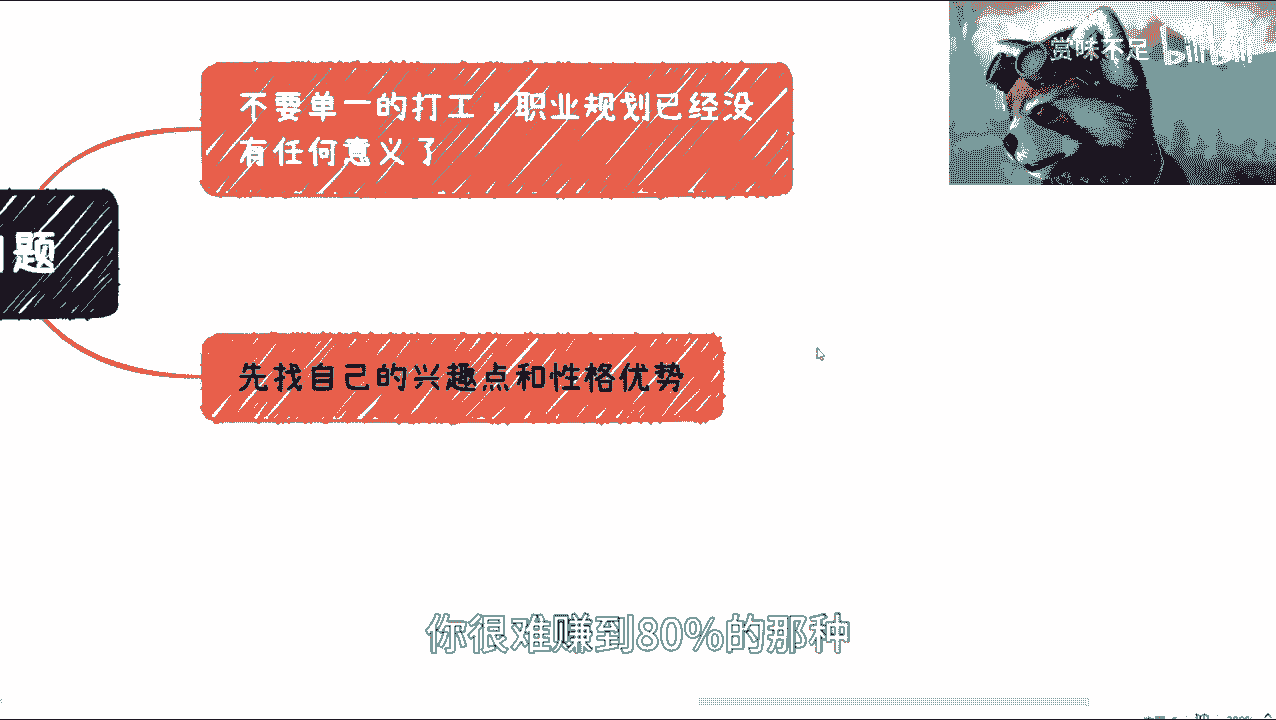 赏味不足 bilibili
不要单一的打工，职业规划已经没
有任何意义了
题
先找自己的兴趣点和性格优势
你很难赚到80%的那种